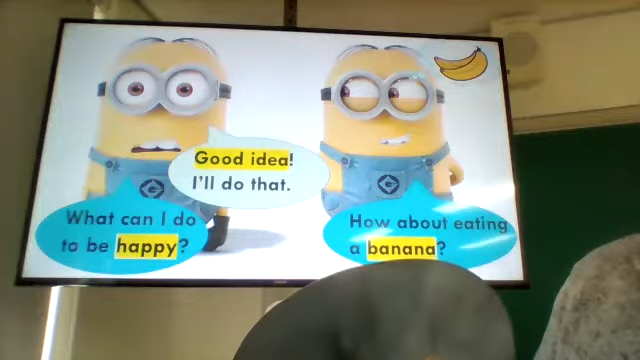 What can I do
to be happy?
How about eating
a banana?
Good idea!
I'll do that.